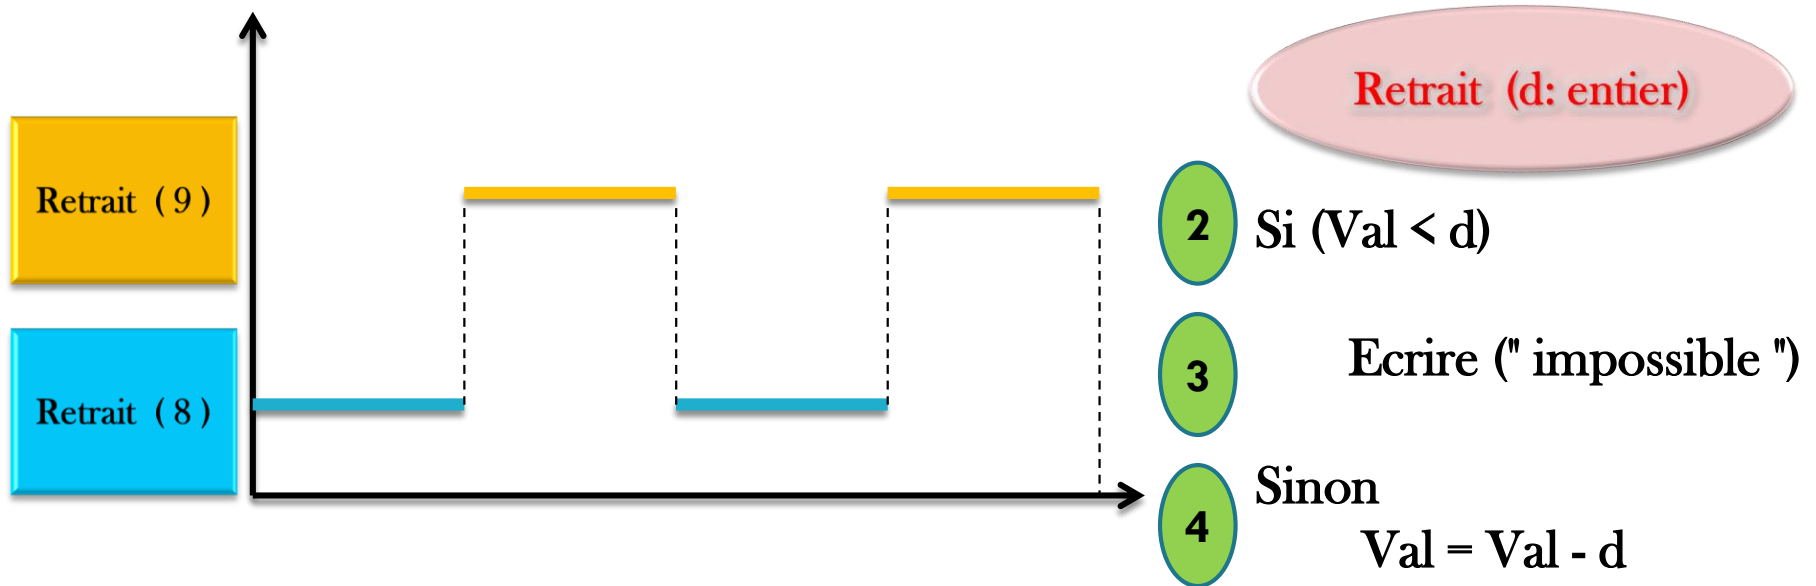 Retrait (d: entier)
Retrait ( 9 )
Retrait ( 8 )
2 Si (Val < d)
3 Ecrire (" impossible ")
4 Sinon
Val = Val - d